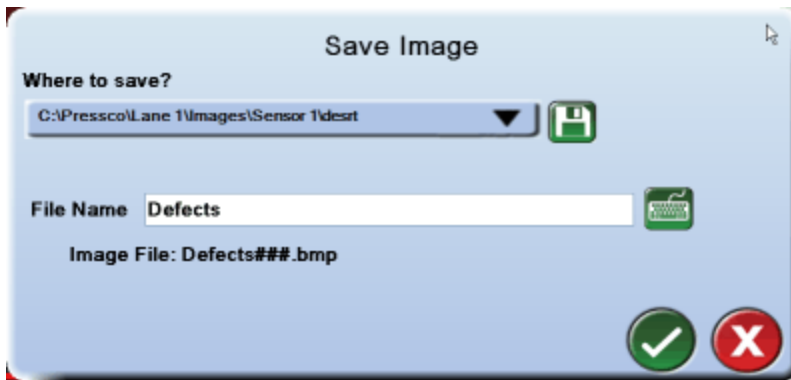 Save Image
Where to save?
C:\Pressco\Lane 1\Images\Sensor 1\desrt
File Name Defects
Image File: Defects###.bmp